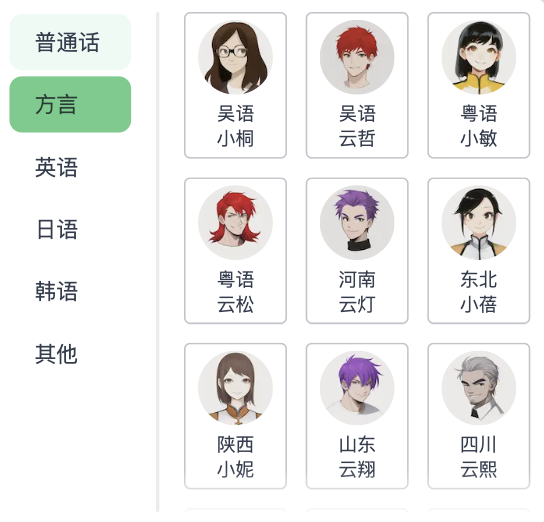 普通话
方言
英语
日语
韩语
其他
吴语
小桐
吴语
云哲
粤语
小敏
粤语
云松
河南
云灯
东北
小蓓
陕西
小妮
山东
云翔
四川
云熙